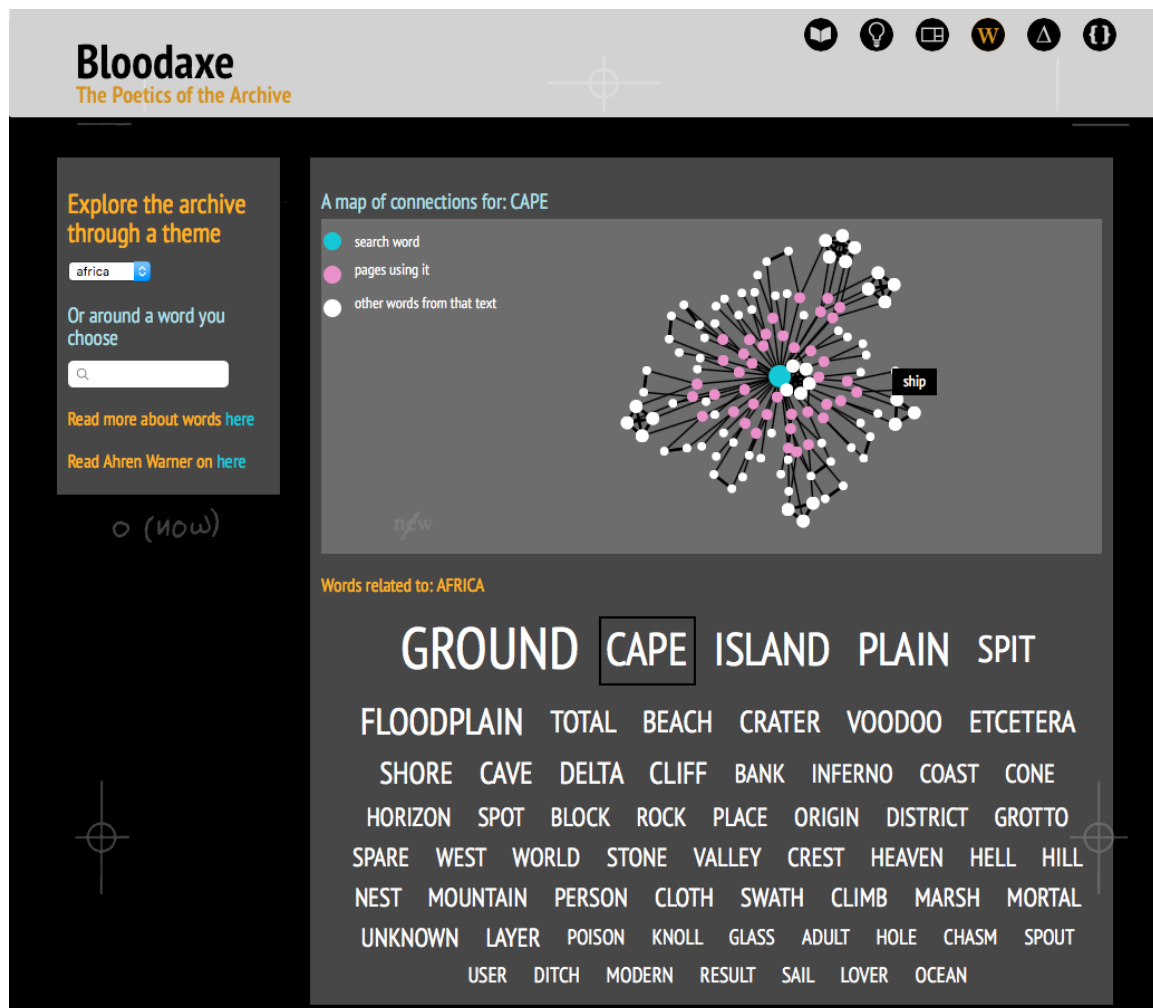 Bloodaxe
The Poetics of the Archive
W Δ {}
Explore the archive
through a theme
africa
Or around a word you
choose
Read more about words here
Read Ahren Warner on here
o (now)
A map of connections for: CAPE
search word
pages using it
other words from that text
ship
new
Words related to: AFRICA
GROUND CAPE ISLAND PLAIN SPIT
FLOODPLAIN TOTAL BEACH CRATER VOODOO ETCETERA
SHORE CAVE DELTA CLIFF BANK INFERNO COAST CONE
HORIZON SPOT BLOCK ROCK PLACE ORIGIN DISTRICT GROTTO
SPARE WEST WORLD STONE VALLEY CREST HEAVEN HELL HILL
NEST MOUNTAIN PERSON CLOTH SWATH CLIMB MARSH MORTAL
UNKNOWN LAYER POISON KNOLL GLASS ADULT HOLE CHASM SPOUT
USER DITCH MODERN RESULT SAIL LOVER OCEAN